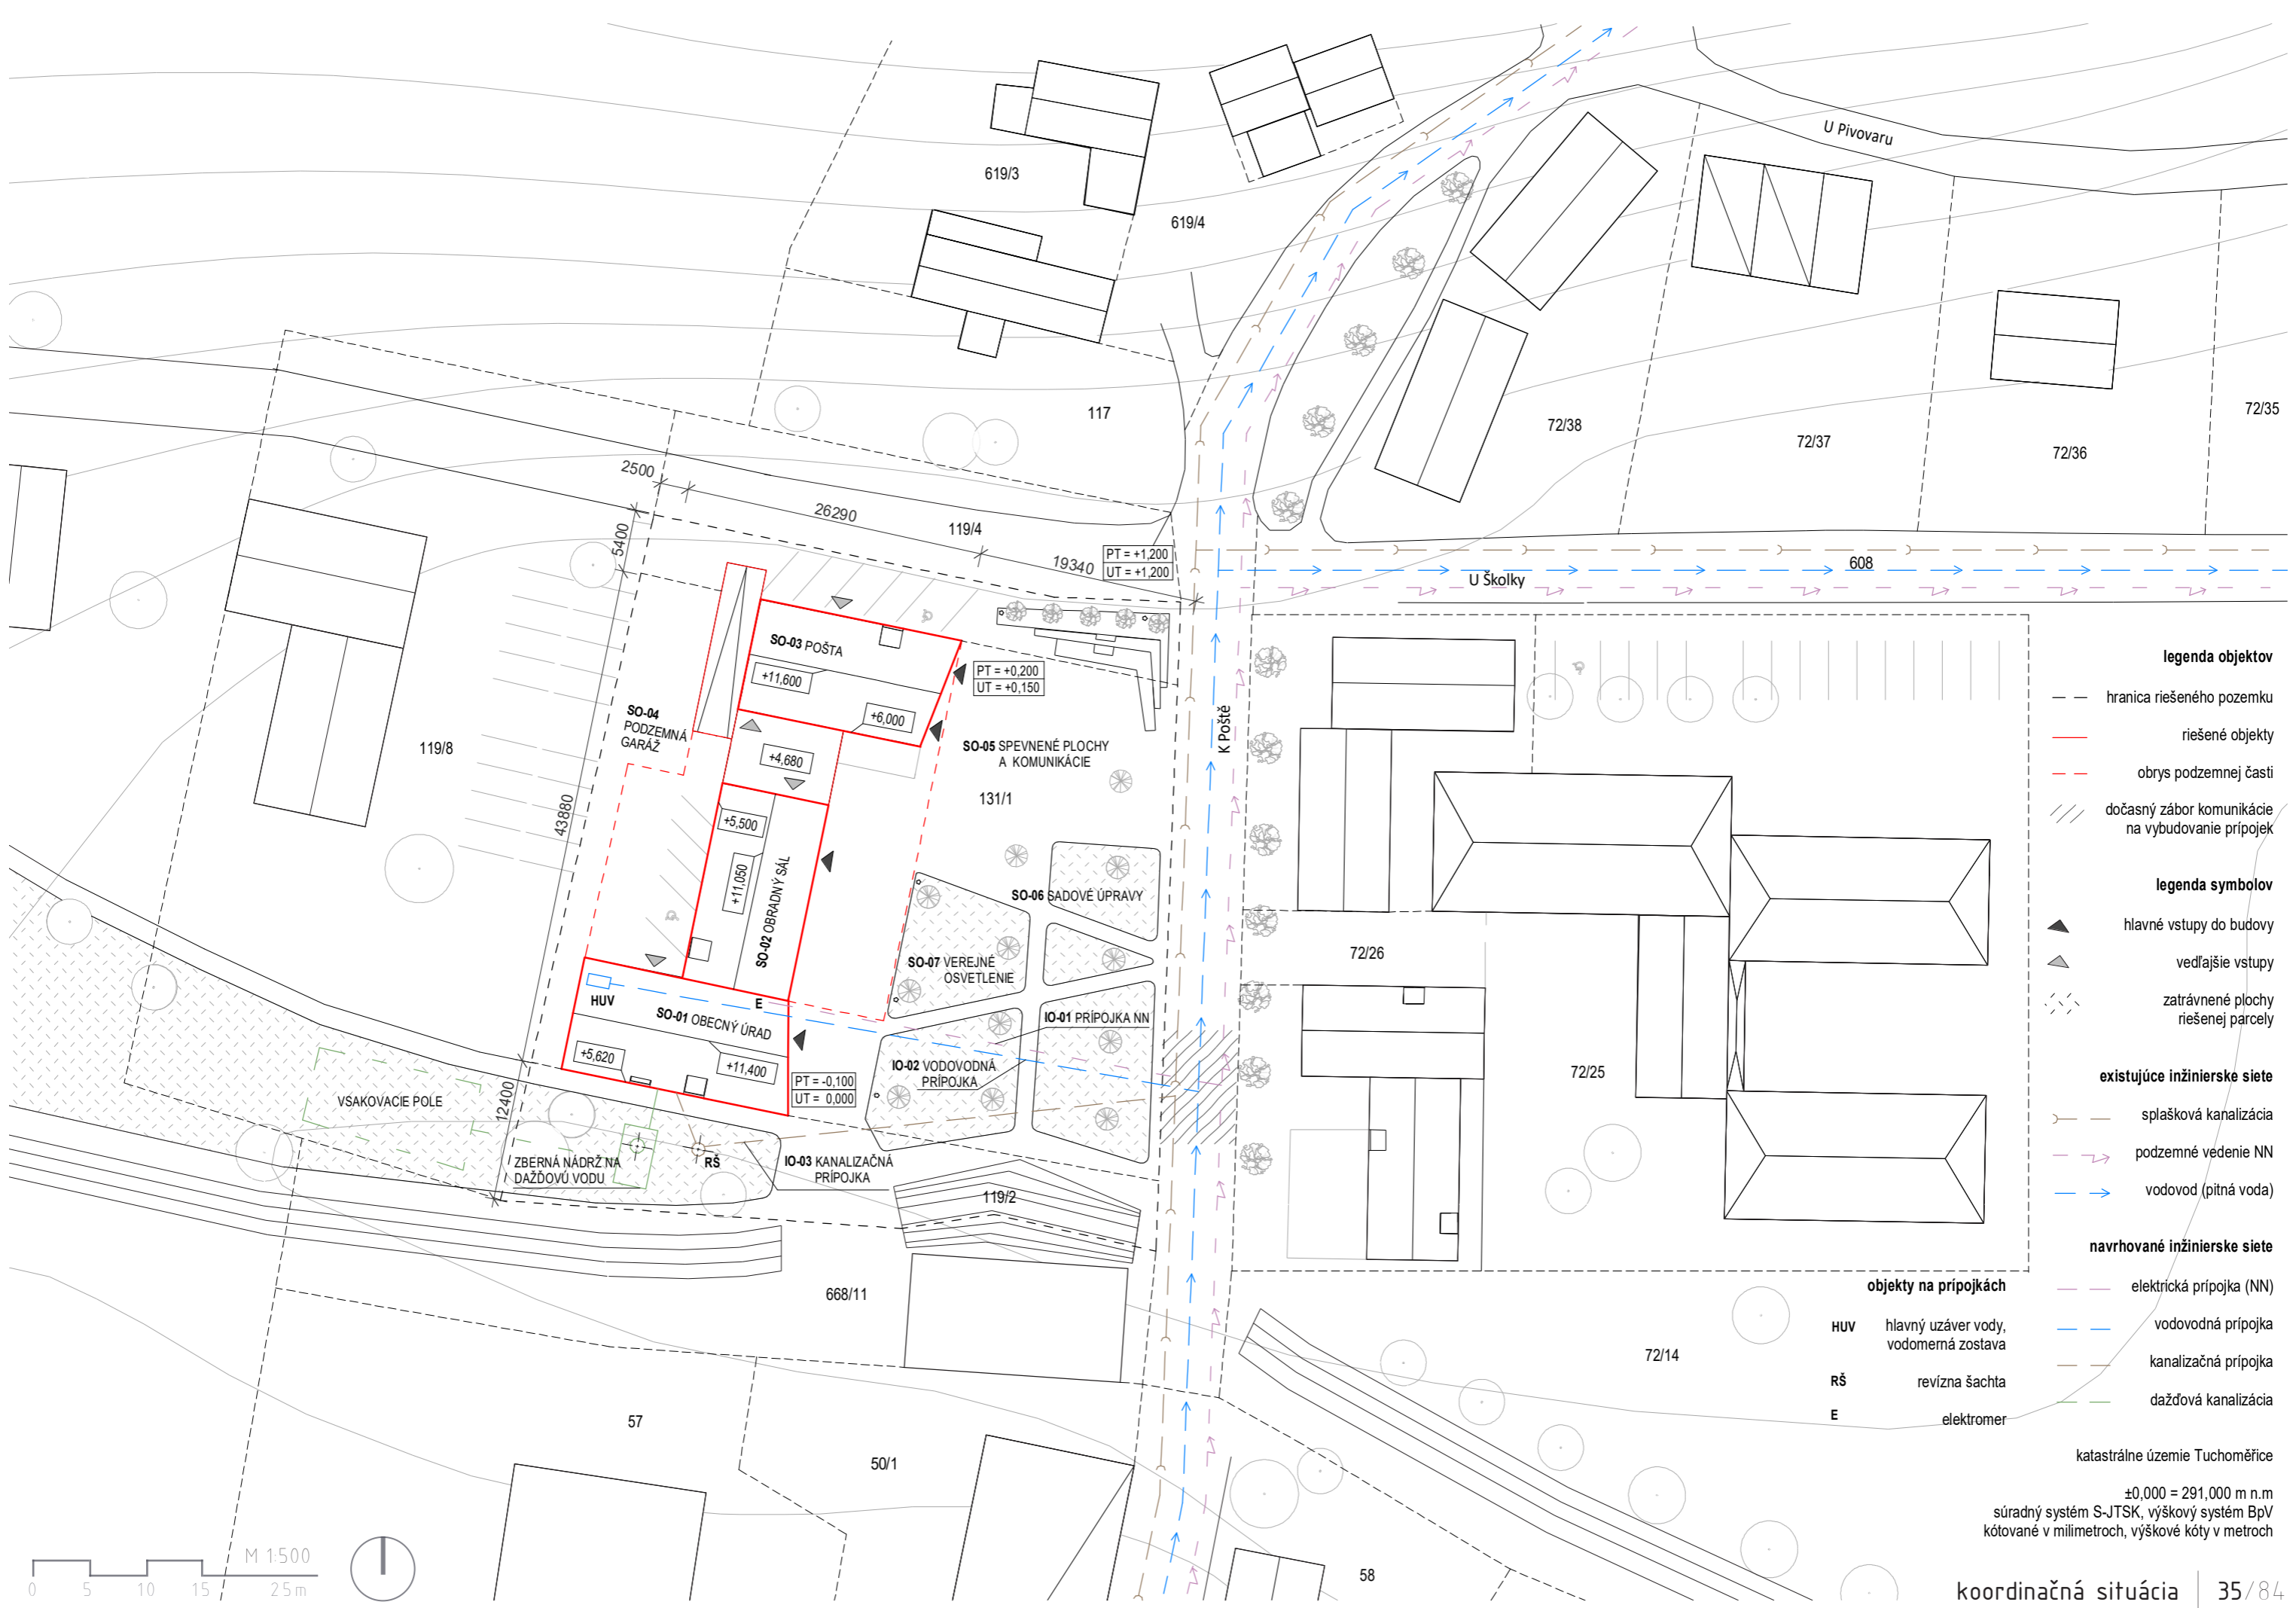 U Pivovaru
619/3
619/4
117
72/38
72/37
72/36
72/35
2500
26290
119/4
19340
5400
PT = +1,200
UT = +1,200
U Školky
608
SO-03 POŠTA
+11,600
+6,000
PT = +0,200
UT = +0,150
SO-04
PODZEMNÁ
GARÁŽ
119/8
43880
+4,680
SO-05 SPEVNENÉ PLOCHY
A KOMUNIKÁCIE
131/1
K Poště
+5,500
+11,050
SO-02 OBRADNÝ SÁL
SO-06 SADOVÉ ÚPRAVY
SO-07 VEREJNÉ
OSVETLENIE
72/26
HUV
E
SO-01 OBECNÝ ÚRAD
IO-01 PRÍPOJKA NN
+5,620
+11,400
IO-02 VODOVODNÁ
PRÍPOJKA
PT = -0,100
UT = 0,000
72/25
12400
VSAKOVACIE POLE
ZBERNÁ NÁDRŽ NA
DAŽĎOVÚ VODU
RŠ
IO-03 KANALIZAČNÁ
PRÍPOJKA
119/2
668/11
72/14
57
50/1
58
legenda objektov
hranica riešeného pozemku
riešené objekty
obrys podzemnej časti
dočasný zábor komunikácie
na vybudovanie prípojek
legenda symbolov
hlavné vstupy do budovy
vedľajšie vstupy
zatrávnené plochy
riešenej parcely
existujúce inžinierske siete
splašková kanalizácia
podzemné vedenie NN
vodovod (pitná voda)
navrhované inžinierske siete
elektrická prípojka (NN)
vodovodná prípojka
kanalizačná prípojka
dažďová kanalizácia
objekty na prípojkách
HUV hlavný uzáver vody,
vodomerná zostava
RŠ revízna šachta
E elektromer
katastrálne územie Tuchoměřice
±0,000 = 291,000 m n.m
súradný systém S-JTSK, výškový systém BpV
kótované v milimetroch, výškové kóty v metroch
M 1:500
0 5 10 15 25m
koordinačná situácia 35/84